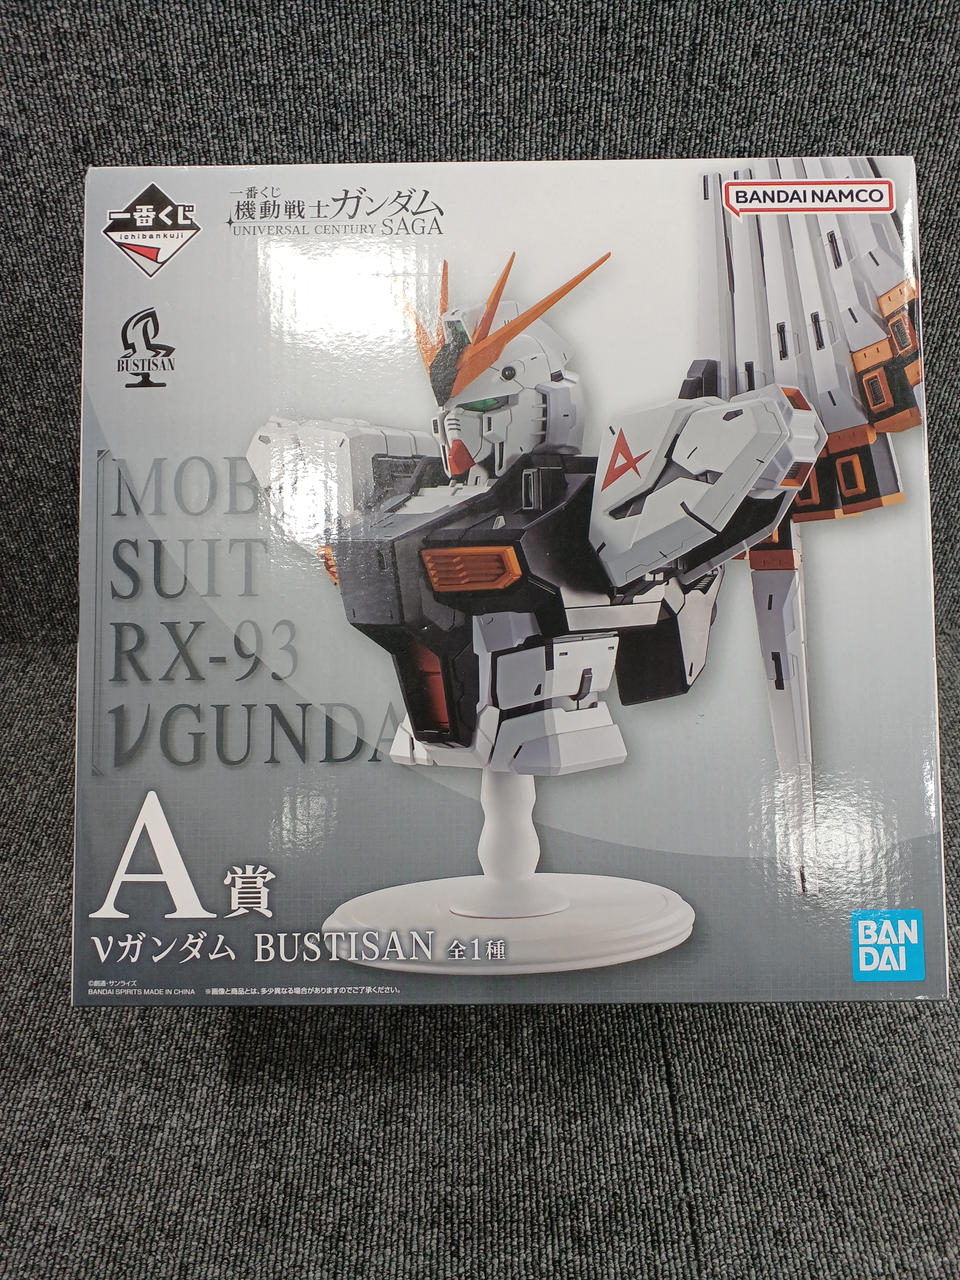 一番くじ
ichibankuji
一番くじ
機動戦士ガンダム
UNIVERSAL CENTURY SAGA
BANDAI NAMCO
BUSTISAN
MOB
SUIT
RX-93
νGUNDA
A賞
νガンダム BUSTISAN 全1種
BAN
DAI
©創通・サンライズ
BANDAI SPIRITS MADE IN CHINA ※画像と商品とは、多少異なる場合がありますのでご了承ください。